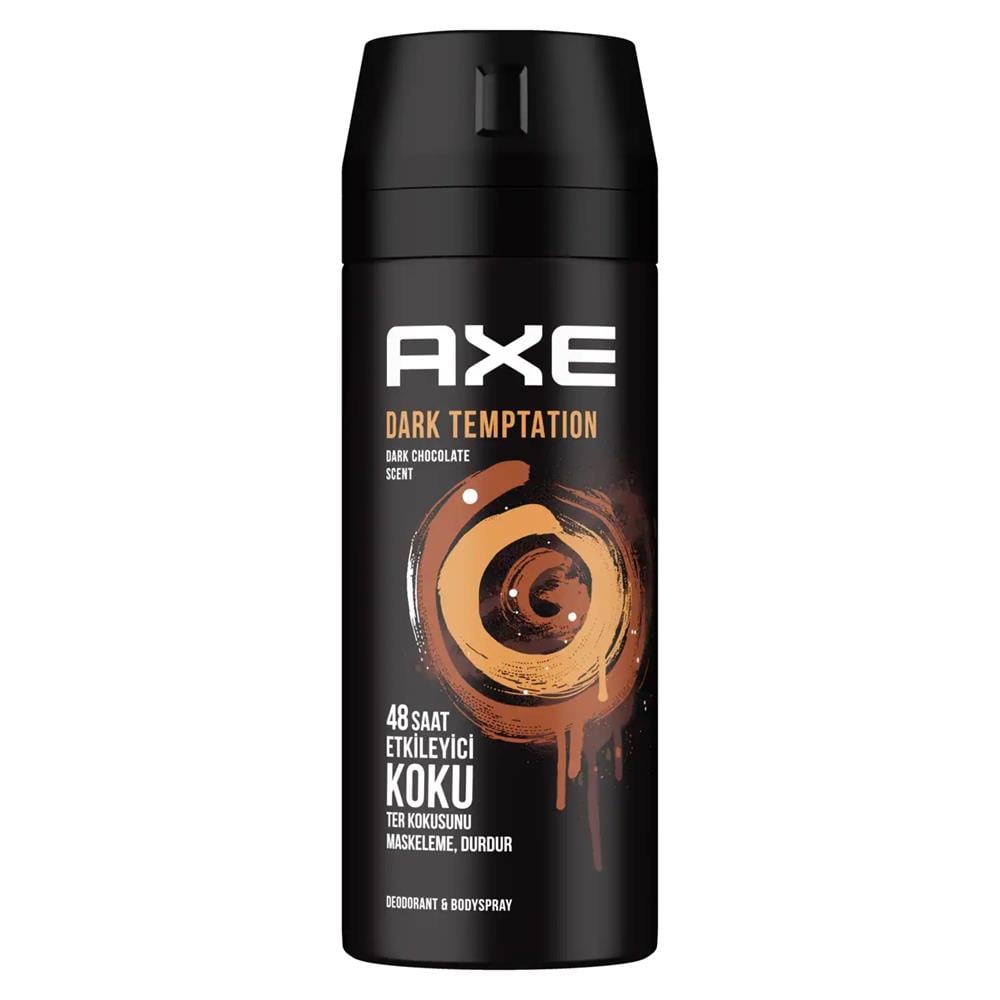 AXE
DARK TEMPTATION
DARK CHOCOLATE
SCENT
48 SAAT
ETKİLEYİCİ
KOKU
TER KOKUSUNU
MASKELEME, DURDUR
DEODORANT & BODYSPRAY